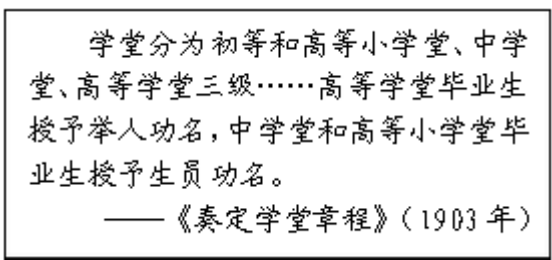 学堂分为初等和高等小学堂、中学
堂、高等学堂三级……高等学堂毕业生
授予举人功名，中学堂和高等小学堂毕
业生授予生员功名。
——《奏定学堂章程》（1903年）